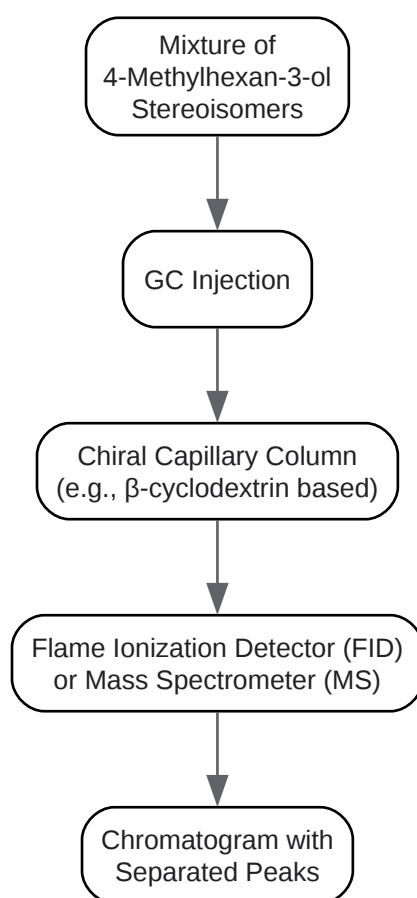 Mixture of
4-Methylhexan-3-ol
Stereoisomers
GC Injection
Chiral Capillary Column
(e.g., β-cyclodextrin based)
Flame Ionization Detector (FID)
or Mass Spectrometer (MS)
Chromatogram with
Separated Peaks